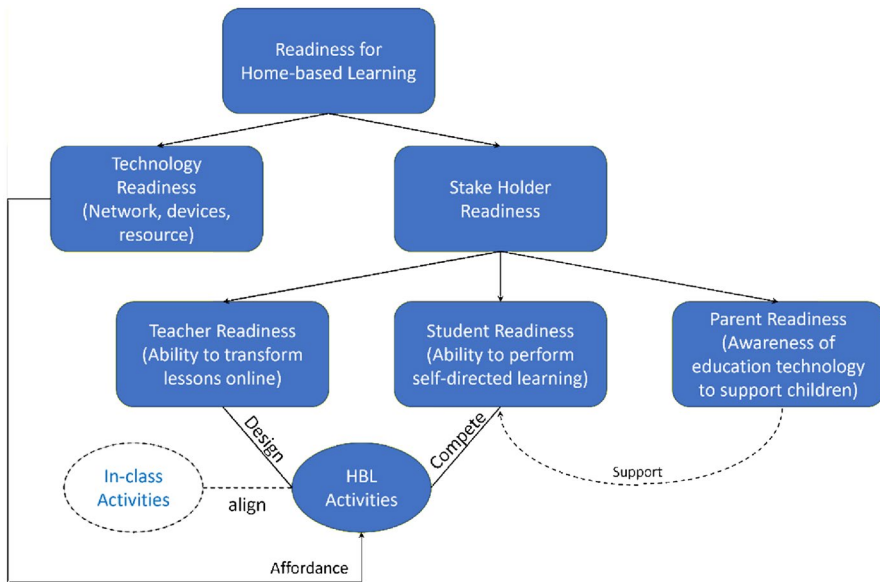 Readiness for
Home-based Learning
Technology
Readiness
(Network, devices,
resource)
Stake Holder
Readiness
Teacher Readiness
(Ability to transform
lessons online)
Student Readiness
(Ability to perform
self-directed learning)
Parent Readiness
(Awareness of
education technology
to support children)
Design
Compete
Support
In-class
Activities
align
HBL
Activities
Affordance